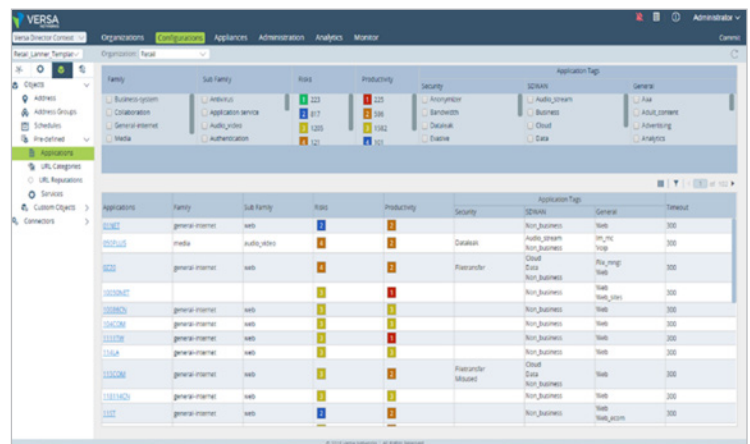 VERSA
NETWORKS
Administrator
Versa Director Context
Organizations Configurations Appliances Administration Analytics Monitor
Commit
Organization: Retail
Objects
Address
Address Groups
Schedules
Pre-defined
Applications
URL Categories
URL Reputations
Services
Custom Objects
Connectors
Family Sub Family Risks Productivity Application Tags
Security SDWAN General
Business-system Antivirus 1 223 1 225 Anonymizer Audio_stream Aaa
Collaboration Application service 2 817 2 Bandwidth Business Adult_content
General-internet Audio_video 3 1205 3 1582 Dataleak Cloud Advertising
Media Authentication 4 121 4 101 Evasive Data Analytics
Applications Family Sub Family Risks Productivity Application Tags Timeout
Security SDWAN General
general-internet web 2 2 Non_business Web 300
media audio_video 4 2 Dataleak Audio_stream Im_mc 300
Non_business Voip
general-internet web 4 2 Filetransfer Cloud File_mngt 300
Data Web
Non_business
3 1 Non_business Web 300
Web_sites
general-internet web 3 3 Non_business Web 300
104COM general-internet web 3 3 Non_business Web 300
1111TW general-internet web 3 1 Non_business Web 300
114LA general-internet web 3 3 Non_business Web 300
115COM general-internet web 3 2 Filetransfer Cloud Web 300
Misused Data
Non_business
118114CN general-internet web 3 3 Non_business Web 300
11ST general-internet web 2 2 Non_business Web 300
Web_ecom